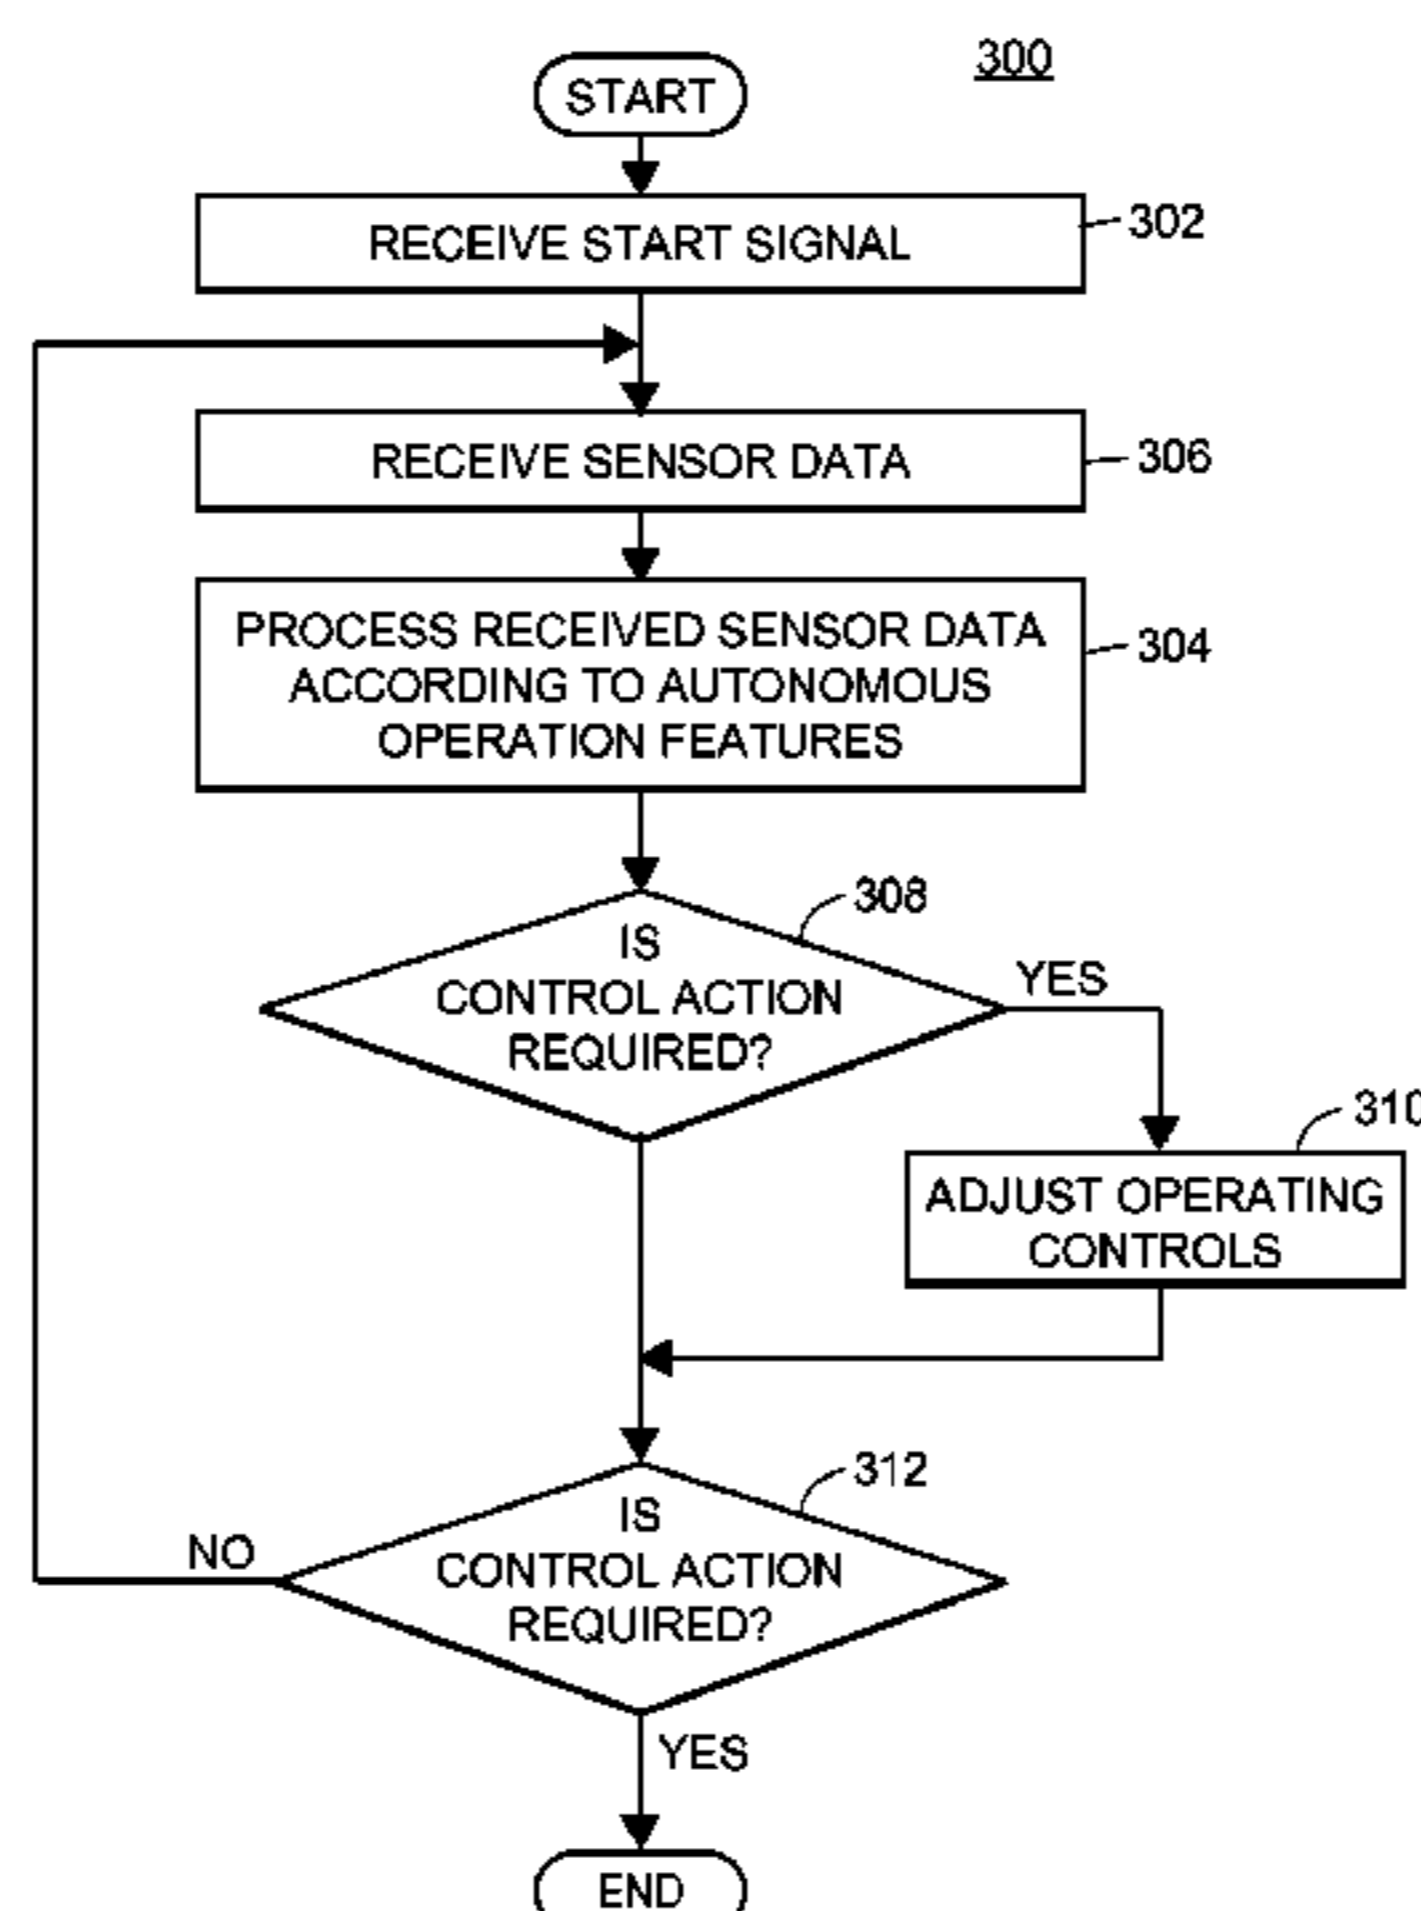 300
START
RECEIVE START SIGNAL
302
RECEIVE SENSOR DATA
306
PROCESS RECEIVED SENSOR DATA
ACCORDING TO AUTONOMOUS
OPERATION FEATURES
304
308
IS
CONTROL ACTION
REQUIRED?
YES
310
ADJUST OPERATING
CONTROLS
312
IS
CONTROL ACTION
REQUIRED?
NO
YES
END